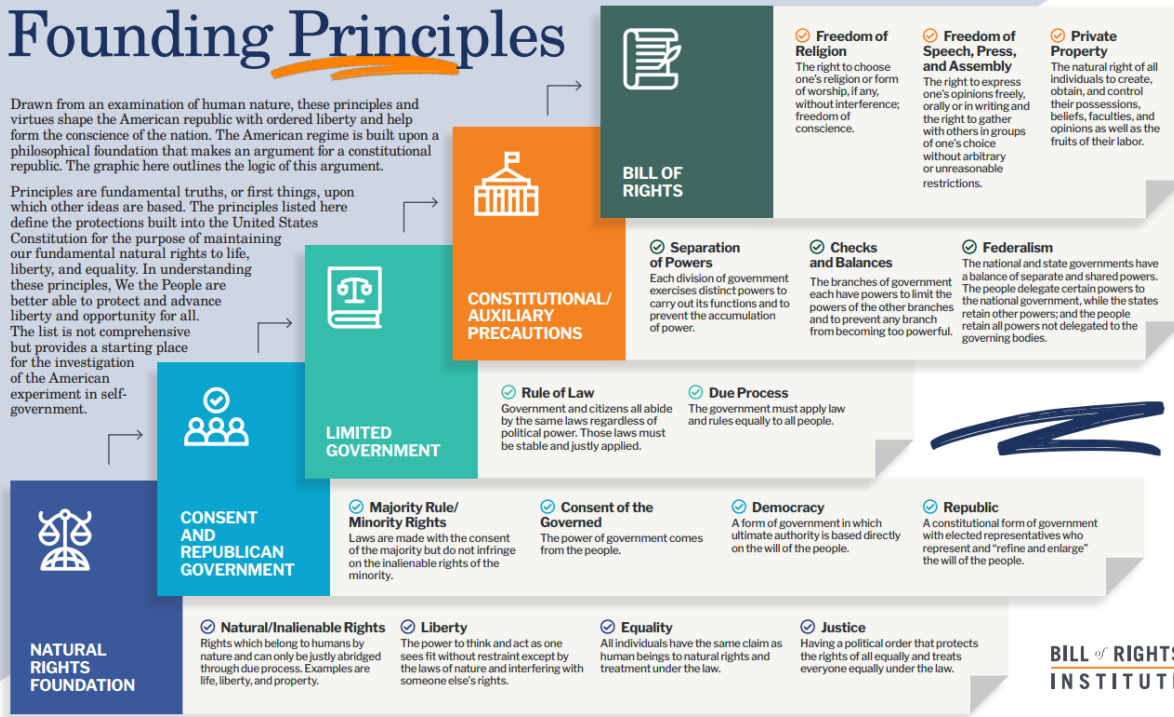 Founding Principles
Drawn from an examination of human nature, these principles and
virtues shape the American republic with ordered liberty and help
form the conscience of the nation. The American regime is built upon a
philosophical foundation that makes an argument for a constitutional
republic. The graphic here outlines the logic of this argument.
Principles are fundamental truths, or first things, upon
which other ideas are based. The principles listed here
define the protections built into the United States
Constitution for the purpose of maintaining
our fundamental natural rights to life,
liberty, and equality. In understanding
these principles, We the People are
better able to protect and advance
liberty and opportunity for all.
The list is not comprehensive
but provides a starting place
for the investigation
of the American
experiment in self-
government.
BILL OF
RIGHTS
Freedom of
Religion
The right to choose
one's religion or form
of worship, if any,
without interference;
freedom of
conscience.
Freedom of
Speech, Press,
and Assembly
The right to express
one's opinions freely,
orally or in writing and
the right to gather
with others in groups
of one's choice
without arbitrary
or unreasonable
restrictions.
Private
Property
The natural right of all
individuals to create,
obtain, and control
their possessions,
beliefs, faculties, and
opinions as well as the
fruits of their labor.
CONSTITUTIONAL/
AUXILIARY
PRECAUTIONS
Separation
of Powers
Each division of government
exercises distinct powers to
carry out its functions and to
prevent the accumulation
of power.
Checks
and Balances
The branches of government
each have powers to limit the
powers of the other branches
and to prevent any branch
from becoming too powerful.
Federalism
The national and state governments have
a balance of separate and shared powers.
The people delegate certain powers to
the national government, while the states
retain other powers; and the people
retain all powers not delegated to the
governing bodies.
LIMITED
GOVERNMENT
Rule of Law
Government and citizens all abide
by the same laws regardless of
political power. Those laws must
be stable and justly applied.
Due Process
The government must apply law
and rules equally to all people.
CONSENT
AND
REPUBLICAN
GOVERNMENT
Majority Rule/
Minority Rights
Laws are made with the consent
of the majority but do not infringe
on the inalienable rights of the
minority.
Consent of the
Governed
The power of government comes
from the people.
Democracy
A form of government in which
ultimate authority is based directly
on the will of the people.
Republic
A constitutional form of government
with elected representatives who
represent and "refine and enlarge"
the will of the people.
NATURAL
RIGHTS
FOUNDATION
Natural/Inalienable Rights
Rights which belong to humans by
nature and can only be justly abridged
through due process. Examples are
life, liberty, and property.
Liberty
The power to think and act as one
sees fit without restraint except by
the laws of nature and interfering with
someone else's rights.
Equality
All individuals have the same claim as
human beings to natural rights and
treatment under the law.
Justice
Having a political order that protects
the rights of all equally and treats
everyone equally under the law.
BILL of RIGHTS
INSTITUTE